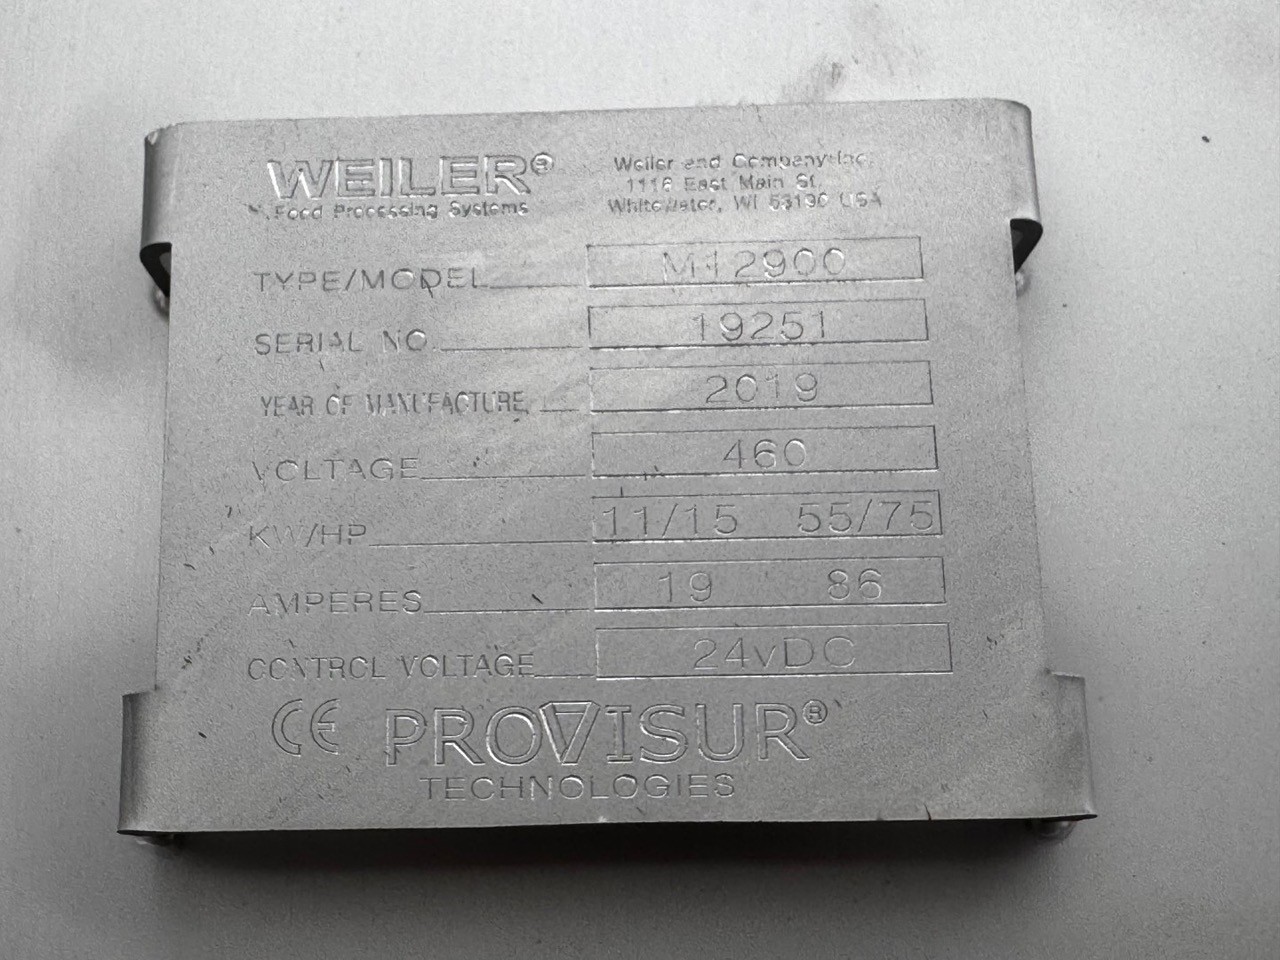 WEILER®
Food Processing Systems
Weiler and Company Inc.
1116 East Main St.
Whitewater, WI 53190 USA
TYPE/MODEL M12900
SERIAL NO. 19251
YEAR OF MANUFACTURE 2019
VOLTAGE 460
KW/HP 11/15 55/75
AMPERES 19 86
CONTROL VOLTAGE 24vDC
CE PROVISUR®
TECHNOLOGIES